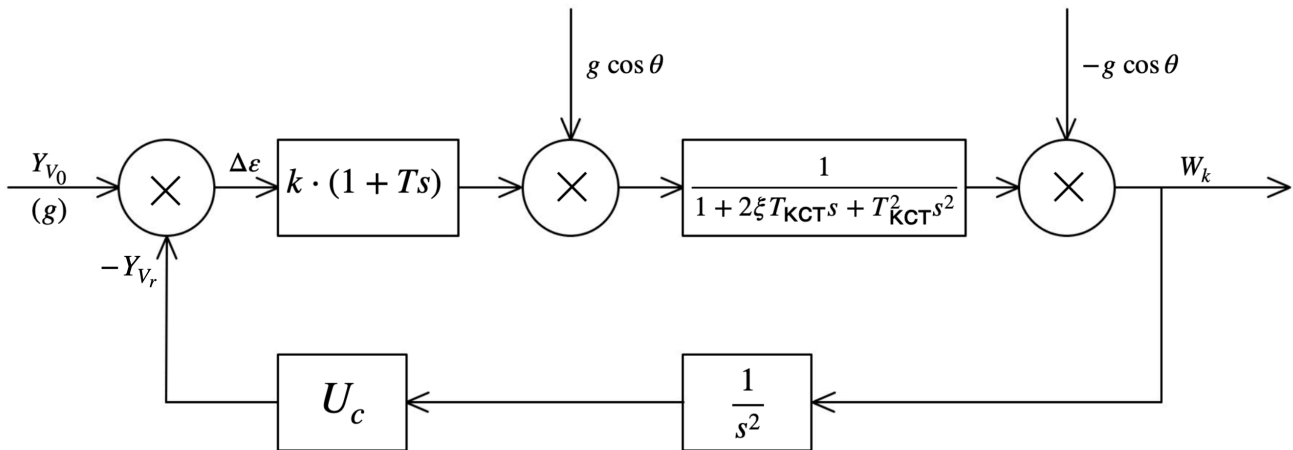 g cos θ
−g cos θ
Y_{V_0}
(g)
Δε
k · (1 + Ts)
1
1 + 2ξT_{КСТ}s + T_{КСТ}^2s^2
W_k
−Y_{V_r}
U_c
1
s^2